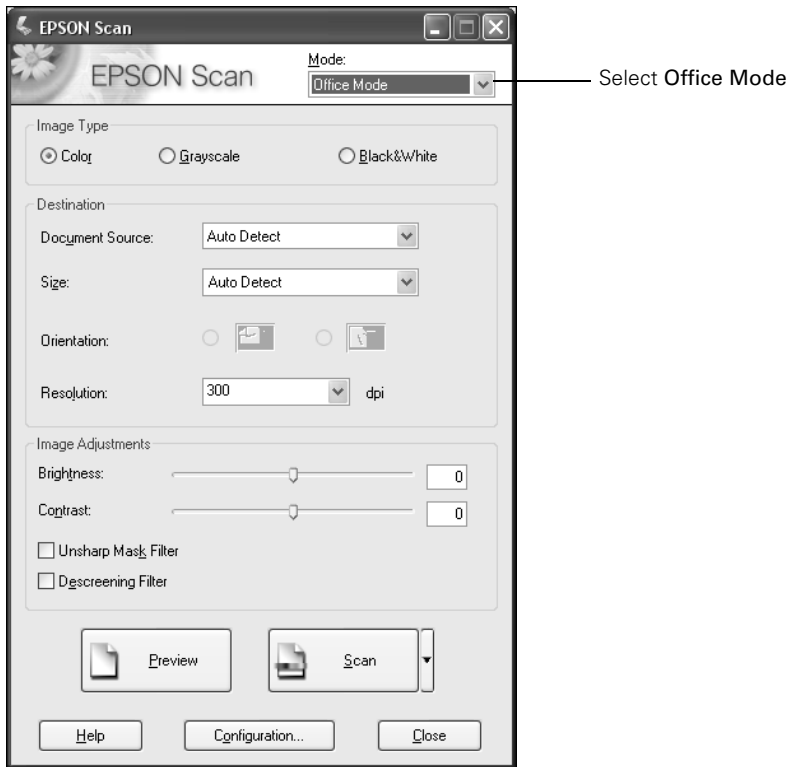 EPSON Scan
EPSON Scan
Mode:
Office Mode
Select Office Mode
Image Type
Color Grayscale Black&White
Destination
Document Source: Auto Detect
Size: Auto Detect
Orientation:
Resolution: 300 dpi
Image Adjustments
Brightness: 0
Contrast: 0
Unsharp Mask Filter
Descreening Filter
Preview Scan
Help Configuration... Close